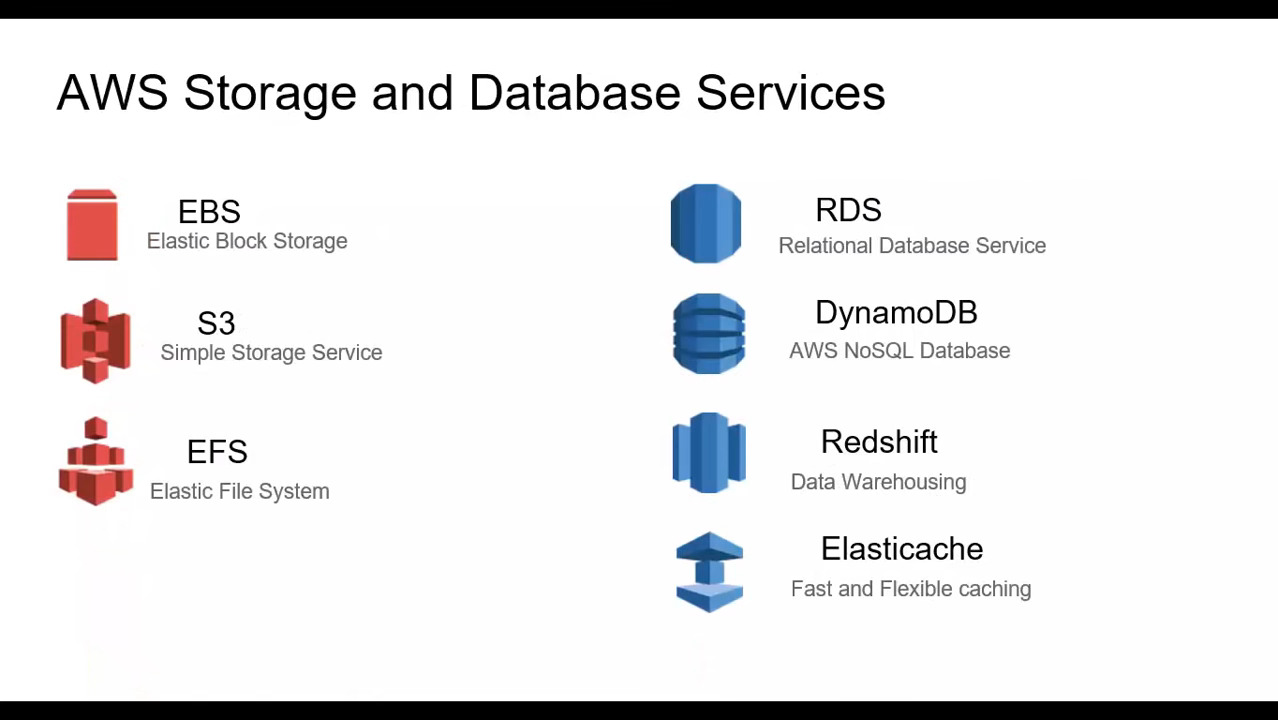 AWS Storage and Database Services
EBS
Elastic Block Storage
S3
Simple Storage Service
EFS
Elastic File System
RDS
Relational Database Service
DynamoDB
AWS NoSQL Database
Redshift
Data Warehousing
Elasticache
Fast and Flexible caching